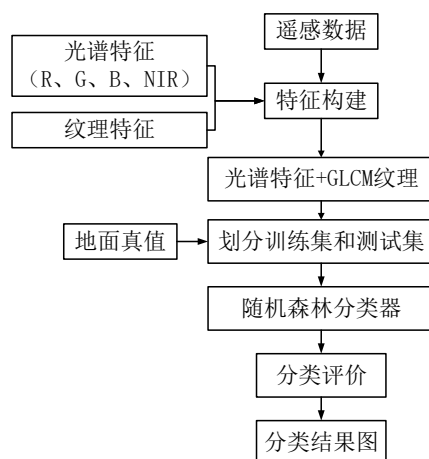 遥感数据
光谱特征
（R、G、B、NIR）
特征构建
纹理特征
光谱特征+GLCM纹理
地面真值
划分训练集和测试集
随机森林分类器
分类评价
分类结果图